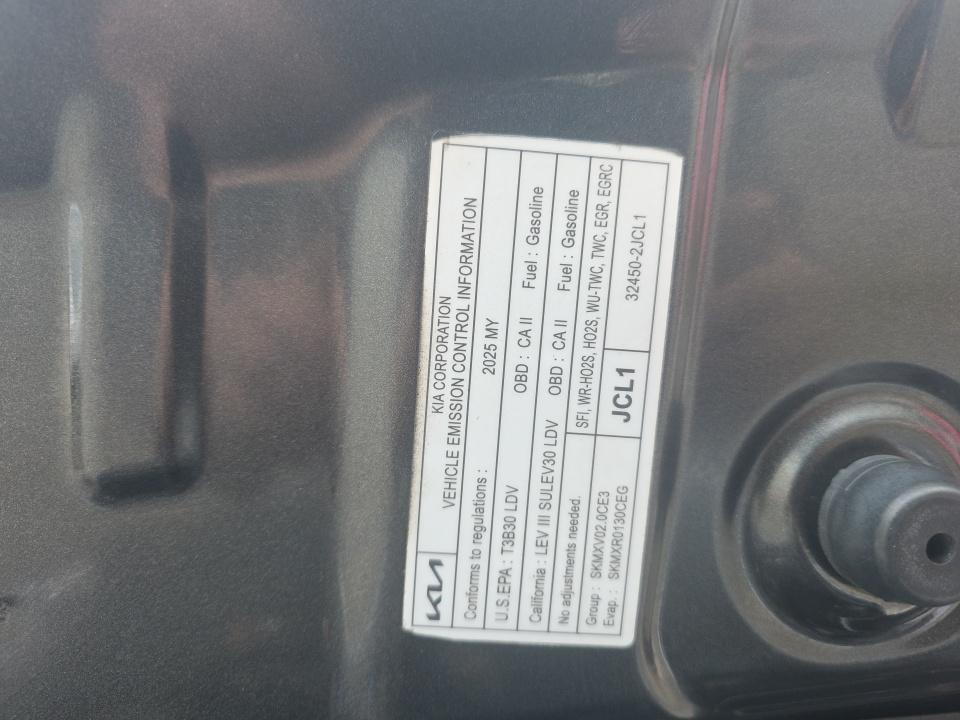 KIA
KIA CORPORATION
VEHICLE EMISSION CONTROL INFORMATION
Conforms to regulations : 2025 MY
U.S.EPA : T3B30 LDV OBD : CA II Fuel : Gasoline
California : LEV III SULEV30 LDV OBD : CA II Fuel : Gasoline
No adjustments needed. SFI, WR-HO2S, HO2S, WU-TWC, TWC, EGR, EGRC
Group : SKMXV02.0CE3
Evap. : SKMXR0130CEG
JCL1 32450-2JCL1